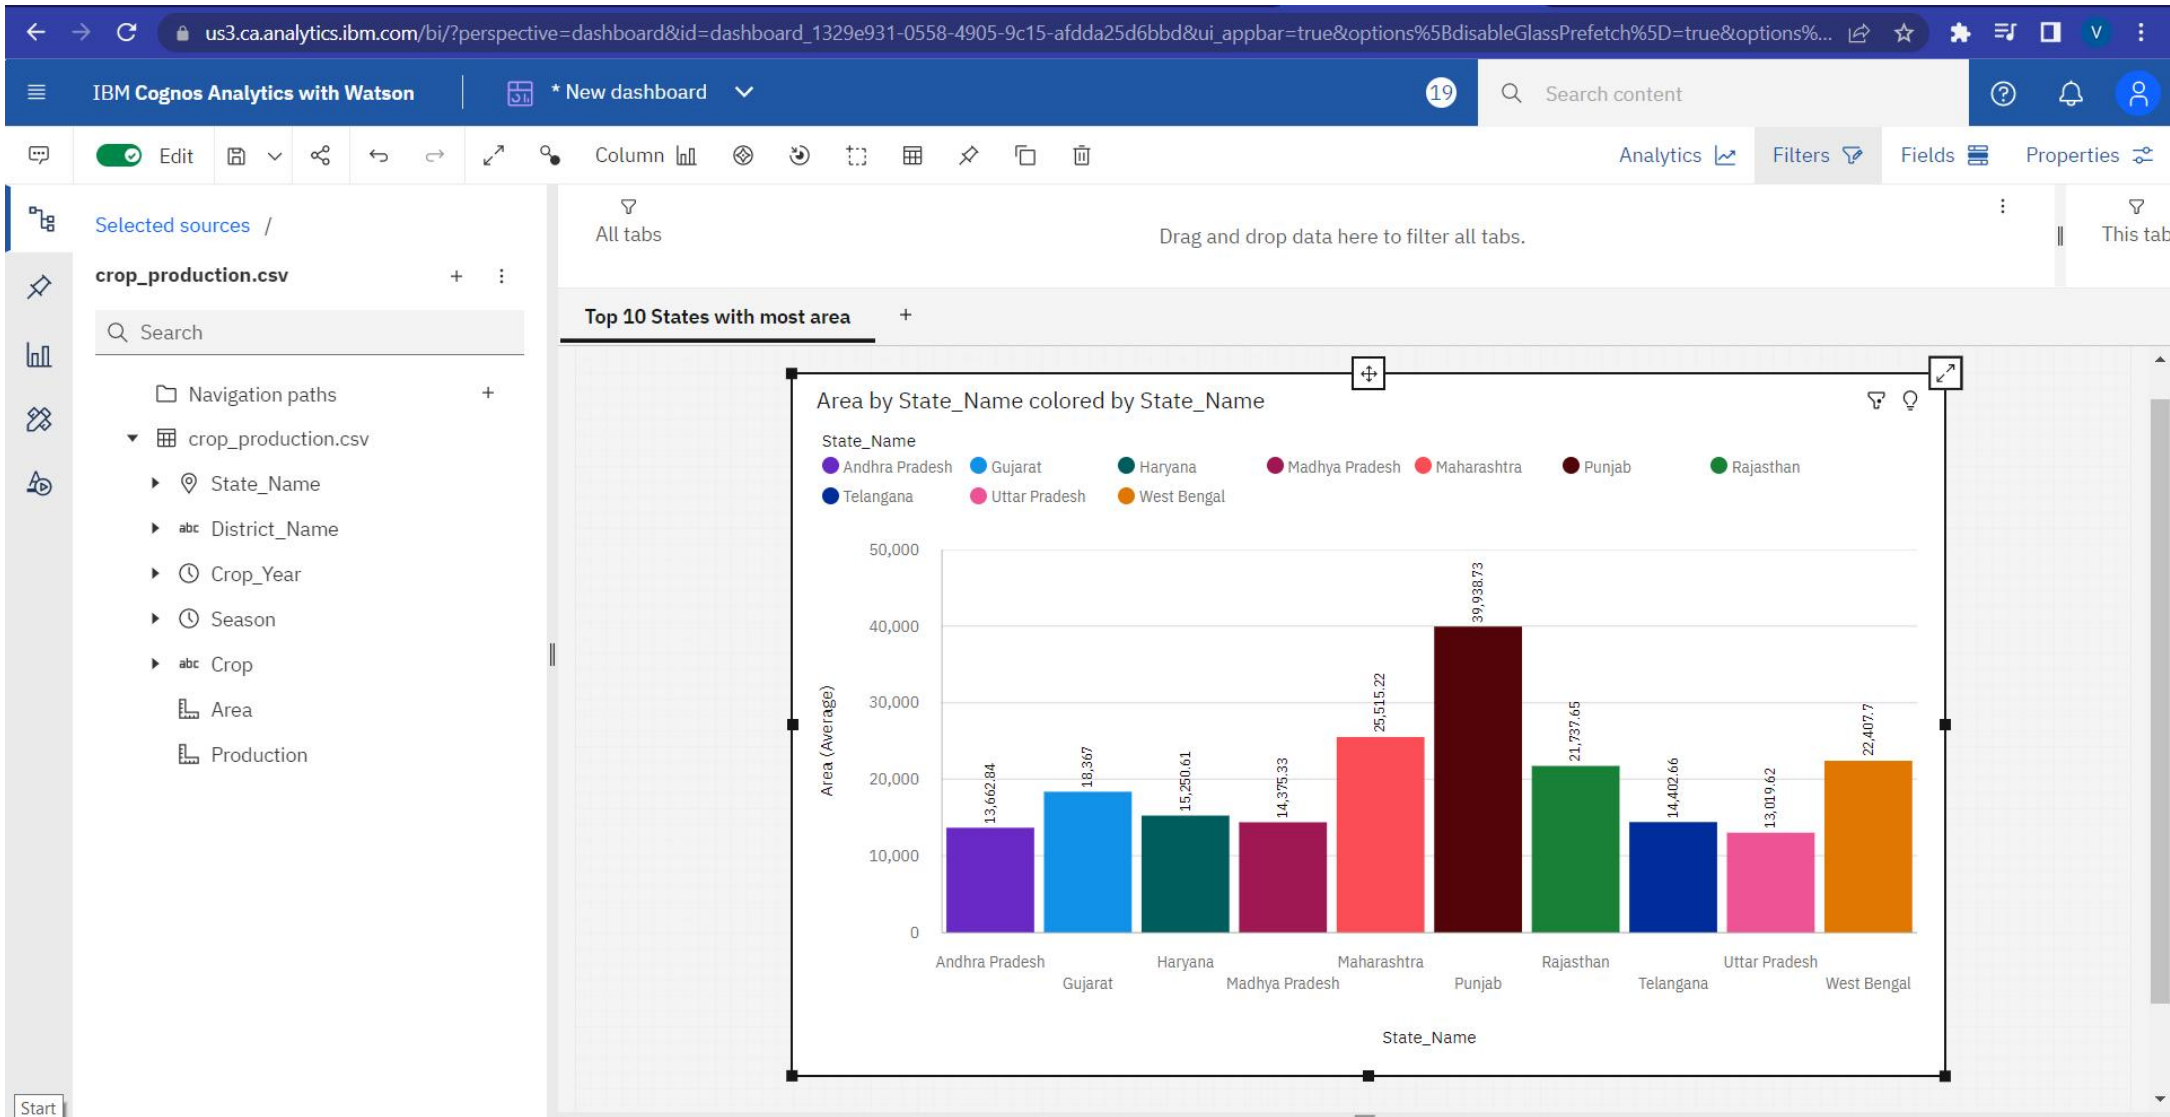 us3.ca.analytics.ibm.com/bi/?perspective=dashboard&id=dashboard_1329e931-0558-4905-9c15-afdda25d6bbd&ui_appbar=true&options%5BdisableGlassPrefetch%5D=true&options%...
V
IBM Cognos Analytics with Watson
* New dashboard
19
Search content
Edit
Column
Analytics
Filters
Fields
Properties
Selected sources /
All tabs
Drag and drop data here to filter all tabs.
This tab
crop_production.csv
Search
Navigation paths
crop_production.csv
State_Name
abc District_Name
Crop_Year
Season
abc Crop
Area
Production
Top 10 States with most area
Area by State_Name colored by State_Name
State_Name
Andhra Pradesh Gujarat Haryana Madhya Pradesh Maharashtra Punjab Rajasthan
Telangana Uttar Pradesh West Bengal
Area (Average)
50,000
40,000
30,000
20,000
10,000
0
13,662.84
18,367
15,250.61
14,375.33
25,515.22
39,938.73
21,737.65
14,402.66
13,019.62
22,407.7
Andhra Pradesh
Gujarat
Haryana
Madhya Pradesh
Maharashtra
Punjab
Rajasthan
Telangana
Uttar Pradesh
West Bengal
State_Name
Start